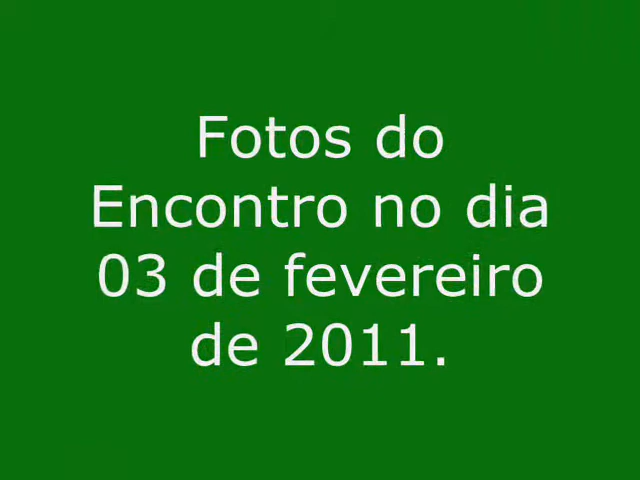 Fotos do
Encontro no dia
03 de fevereiro
de 2011.